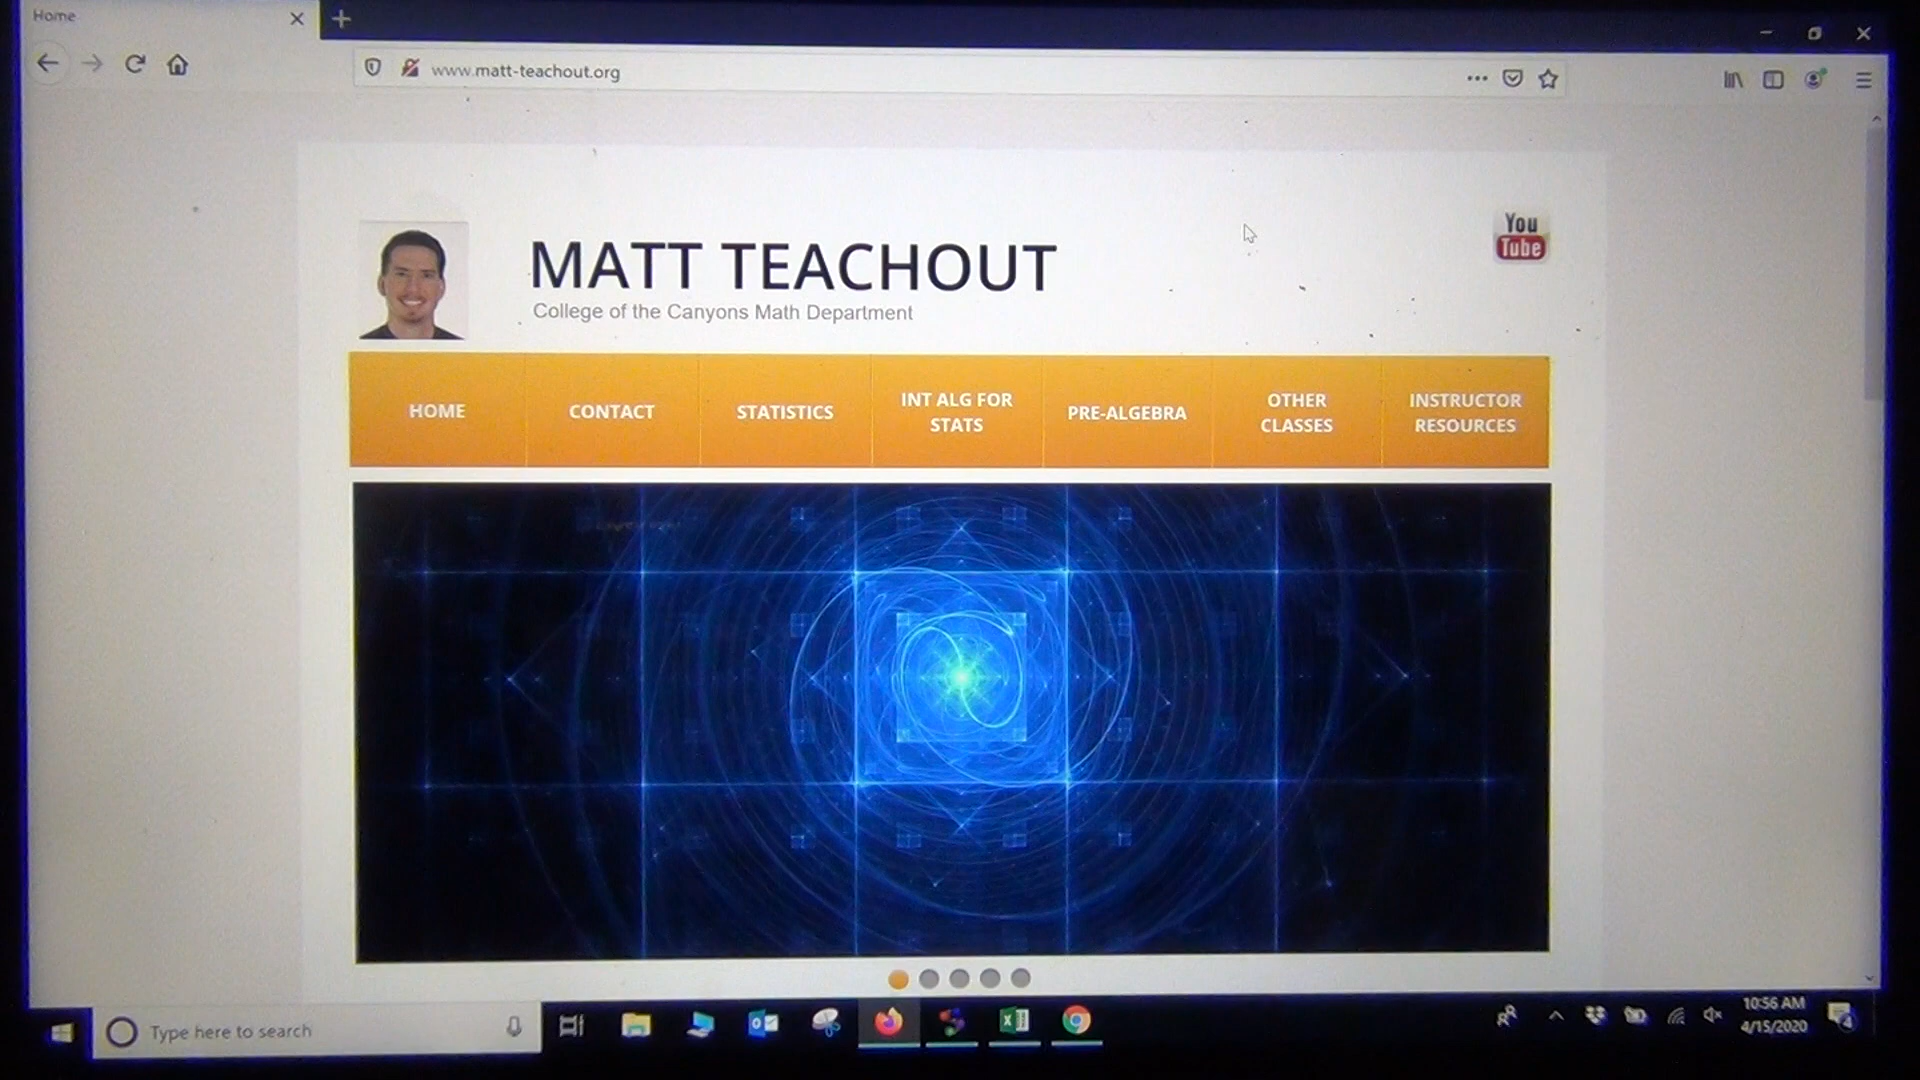 Home
www.matt-teachout.org
You
Tube
MATT TEACHOUT
College of the Canyons Math Department
HOME
CONTACT
STATISTICS
INT ALG FOR
STATS
PRE-ALGEBRA
OTHER
CLASSES
INSTRUCTOR
RESOURCES
Type here to search
10:56 AM
4/15/2020
4